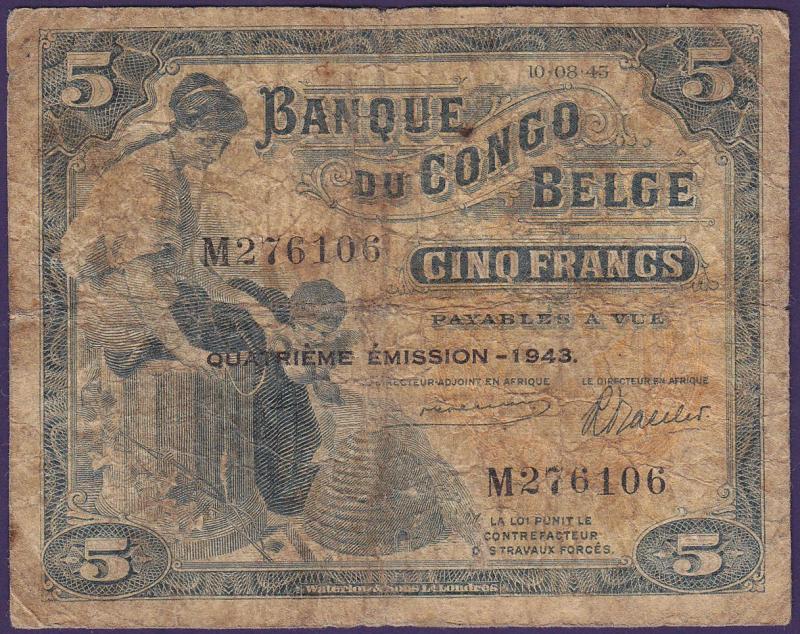 5 10-08-43 5
BANQUE
DU CONGO
BELGE
M276106
CINQ FRANCS
PAYABLES A VUE
QUATRIÈME ÉMISSION - 1943.
DIRECTEUR-ADJOINT EN AFRIQUE LE DIRECTEUR EN AFRIQUE
M276106
LA LOI PUNIT LE
CONTREFACTEUR
DES TRAVAUX FORCÉS.
5 5
Waterlow & Sons Ld Londres